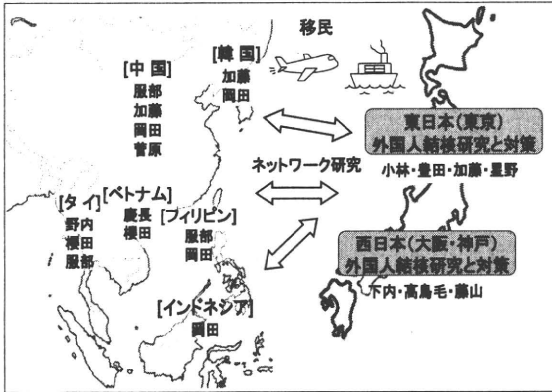 移民
[韓国]
加藤
岡田
[中国]
服部
加藤
岡田
菅原
東日本(東京)
外国人結核研究と対策
小林・豊田・加藤・星野
ネットワーク研究
[タイ]
野内
櫻田
服部
[ベトナム]
慶長
櫻田
[フィリピン]
服部
岡田
西日本(大阪・神戸)
外国人結核研究と対策
下内・高鳥毛・藤山
[インドネシア]
岡田